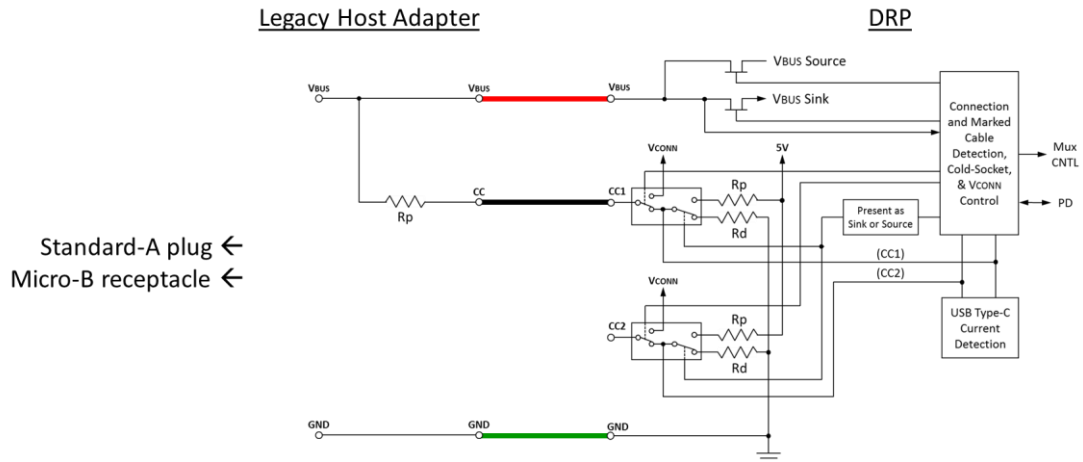 Legacy Host Adapter
DRP
VBUS
VBUS
VBUS
VBUS Source
VBUS Sink
Connection
and Marked
Cable
Detection,
Cold-Socket,
& VCONN
Control
Mux
CNTL
PD
VCONN
5V
Rp
CC
CC1
Rp
Rd
Present as
Sink or Source
Standard-A plug ←
Micro-B receptacle ←
(CC1)
(CC2)
VCONN
CC2
Rp
Rd
USB Type-C
Current
Detection
GND
GND
GND